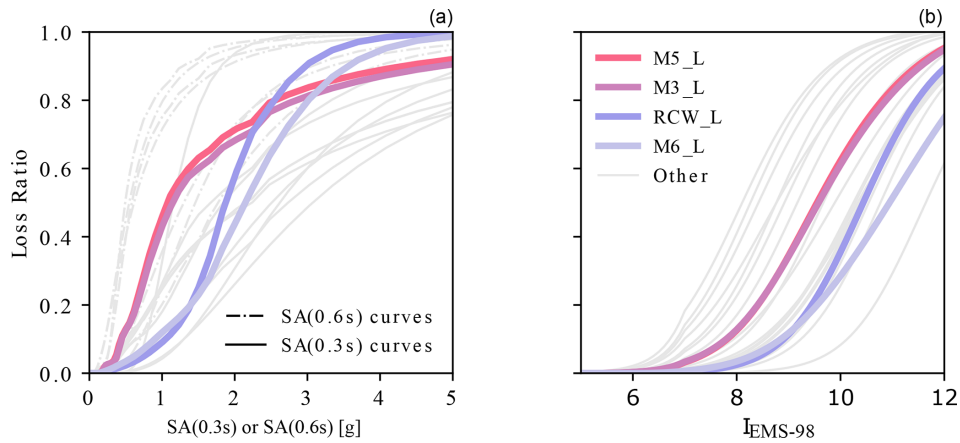 (a)
(b)
Loss Ratio
1.0
0.8
0.6
0.4
0.2
0.0
SA(0.6s) curves
SA(0.3s) curves
0 1 2 3 4 5
SA(0.3s) or SA(0.6s) [g]
M5_L
M3_L
RCW_L
M6_L
Other
6 8 10 12
IEMS-98